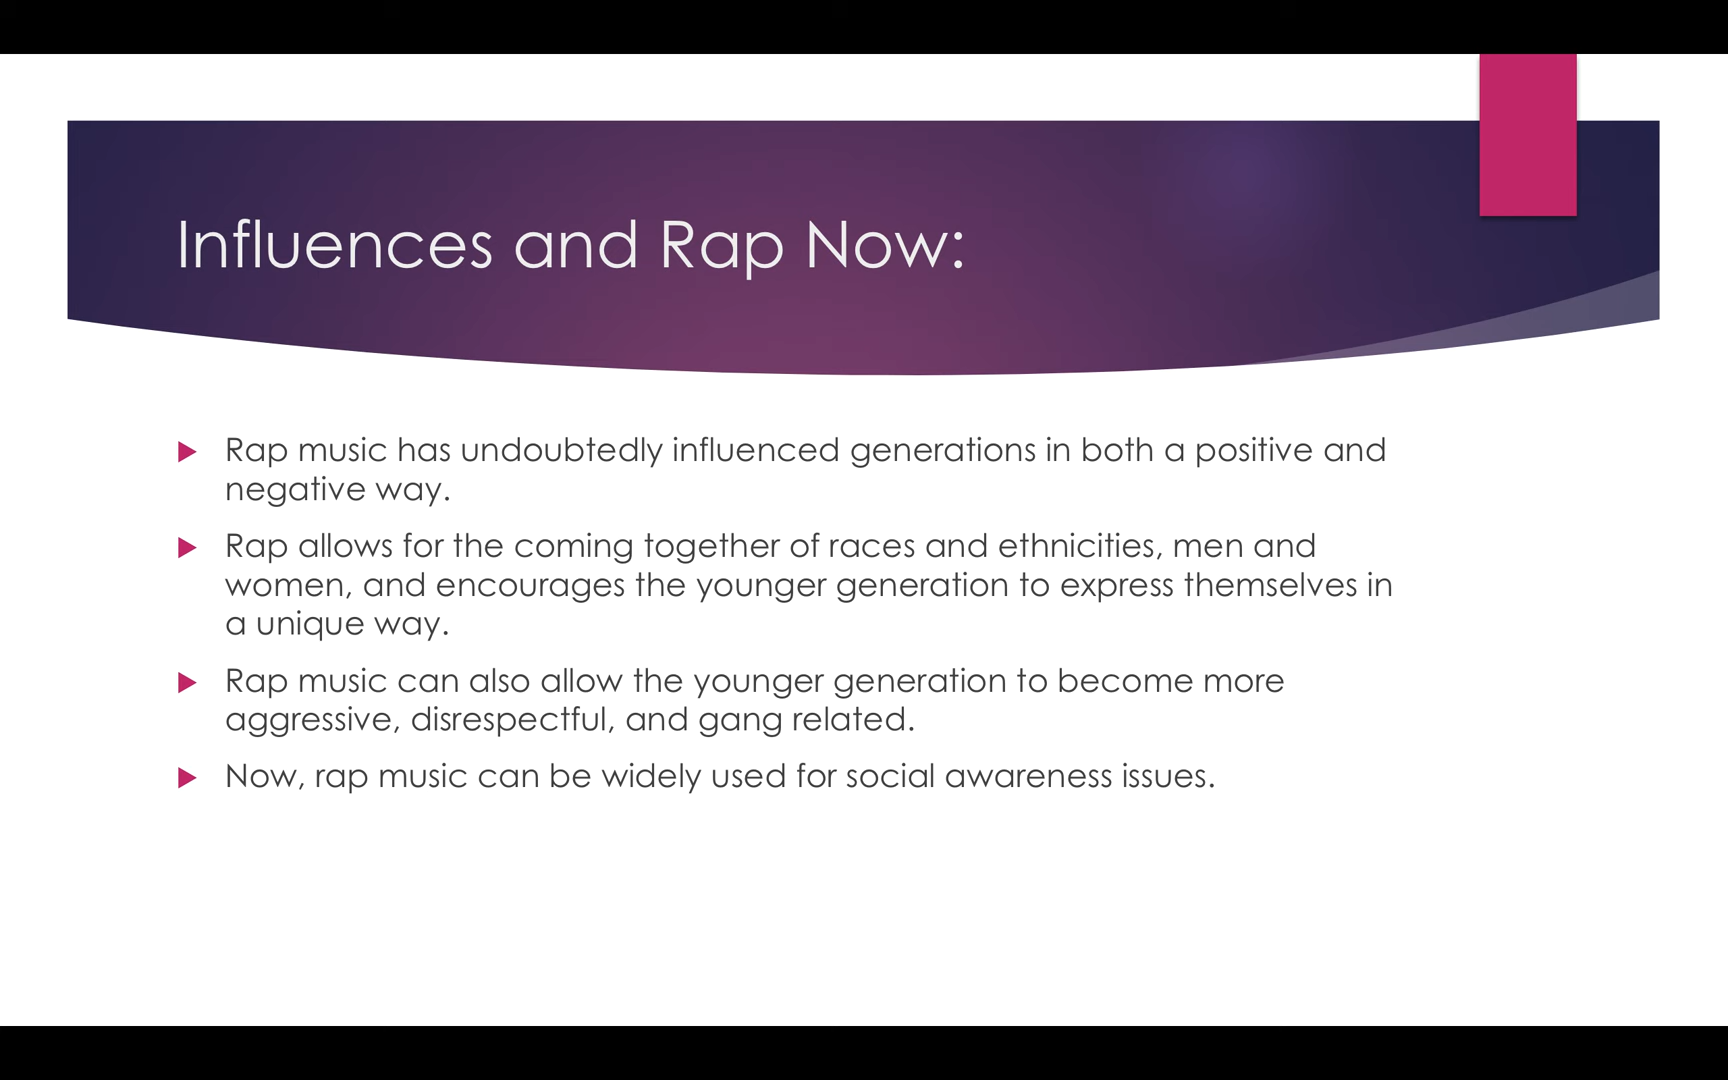 Influences and Rap Now:
Rap music has undoubtedly influenced generations in both a positive and
negative way.
Rap allows for the coming together of races and ethnicities, men and
women, and encourages the younger generation to express themselves in
a unique way.
Rap music can also allow the younger generation to become more
aggressive, disrespectful, and gang related.
Now, rap music can be widely used for social awareness issues.